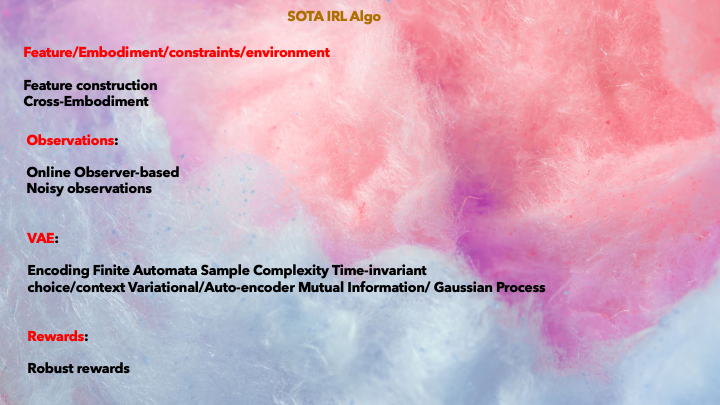 SOTA IRL Algo
Feature/Embodiment/constraints/environment
Feature construction
Cross-Embodiment
Observations:
Online Observer-based
Noisy observations
VAE:
Encoding Finite Automata Sample Complexity Time-invariant
choice/context Variational/Auto-encoder Mutual Information/ Gaussian Process
Rewards:
Robust rewards